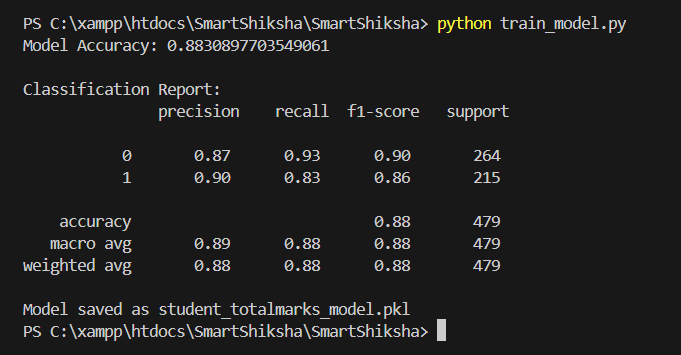 PS C:\xampp\htdocs\SmartShiksha\SmartShiksha> python train_model.py
Model Accuracy: 0.8830897703549061
Classification Report:
precision recall f1-score support
0 0.87 0.93 0.90 264
1 0.90 0.83 0.86 215
accuracy 0.88 479
macro avg 0.89 0.88 0.88 479
weighted avg 0.88 0.88 0.88 479
Model saved as student_totalmarks_model.pkl
PS C:\xampp\htdocs\SmartShiksha\SmartShiksha>